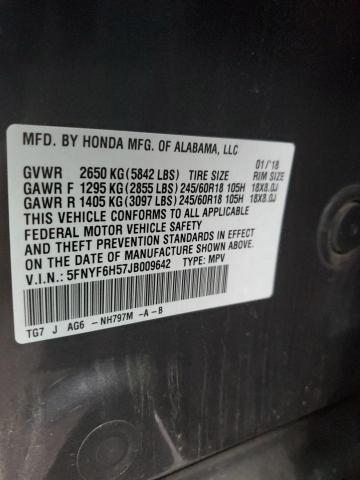 MFD. BY HONDA MFG. OF ALABAMA, LLC
01/'18
GVWR 2650 KG(5842 LBS) TIRE SIZE RIM SIZE
GAWR F 1295 KG(2855 LBS)245/60R18 105H 18X8.0J
GAWR R 1405 KG(3097 LBS)245/60R18 105H 18X8.0J
THIS VEHICLE CONFORMS TO ALL APPLICABLE
FEDERAL MOTOR VEHICLE SAFETY
STANDARDS IN EFFECT
ON THE DATE OF MANUFACTURE SHOWN ABOVE.
V.I.N.: 5FNYF6H57JB009642 TYPE: MPV
TG7 J AG6 -NH797M -A-B